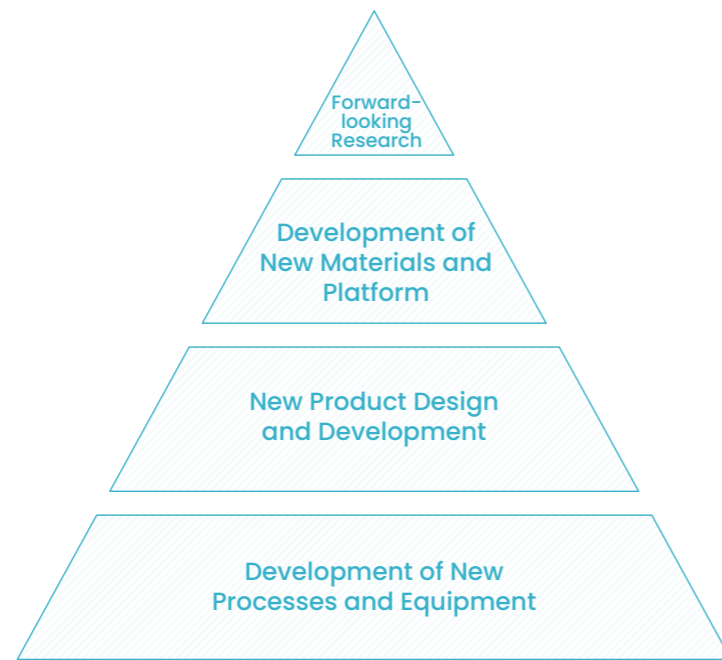 Forward-
looking
Research
Development of
New Materials and
Platform
New Product Design
and Development
Development of New
Processes and Equipment